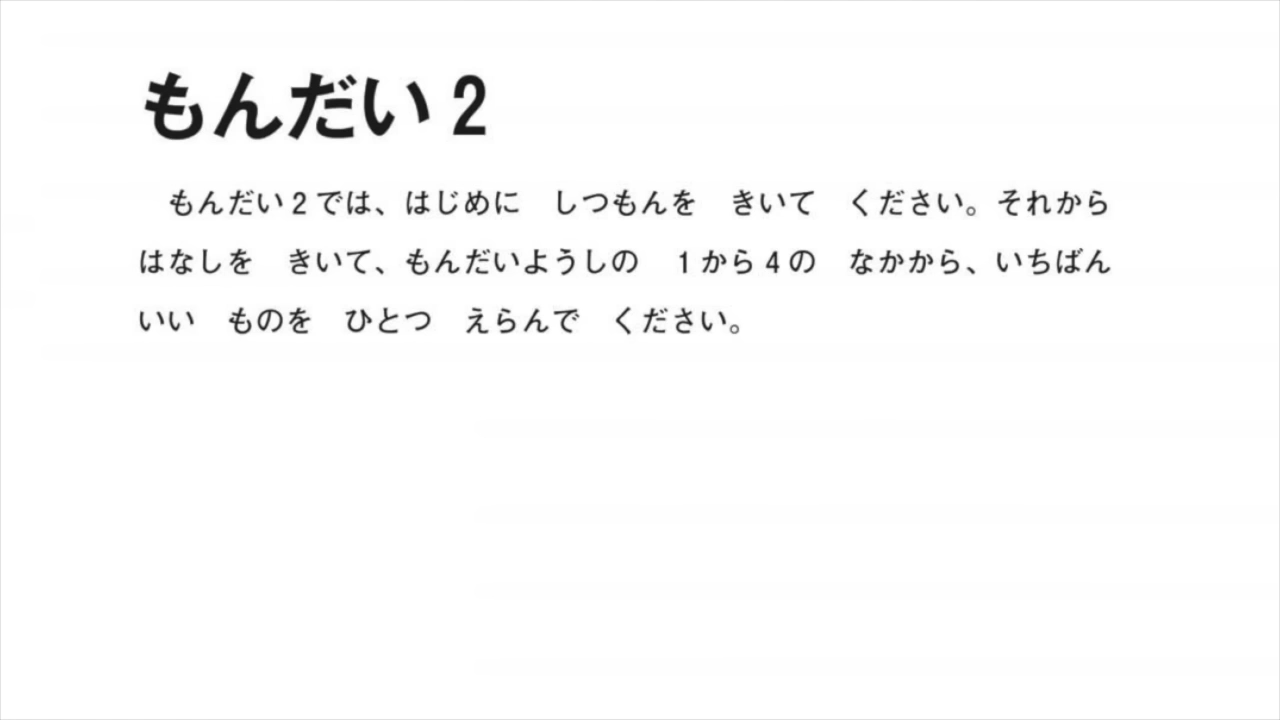 もんだい2
もんだい2では、はじめに　しつもんを　きいて　ください。それから
はなしを　きいて、もんだいようしの　1から4の　なかから、いちばん
いい　ものを　ひとつ　えらんで　ください。